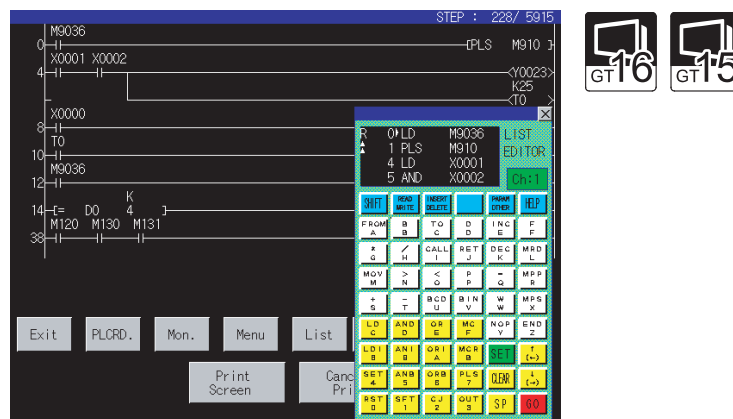 STEP : 228/ 5915
M9036
0 PLS M910
X0001 X0002
4 Y0023
K25
T0
X0000
8
T0
10
M9036
12
K
14 = D0 4
M120 M130 M131
38
R 0 LD M9036
1 PLS M910
4 LD X0001
5 AND X0002
LIST
EDITOR
Ch:1
SHIFT READ WRITE INSERT DELETE PARAM OTHER HELP
FROM A B B TO C D D INC E F F
* G / H CALL I RET J DEC K MRD L
MOV M > N < O P P = Q MPP R
+ S - T BCD U BIN V W W MPS X
LD C AND D OR E MC F NOP Y END Z
LDI 8 ANI 9 ORI A MCR B SET ↑ (←)
SET 4 ANB 5 ORB 6 PLS 7 CLEAR ↓ (→)
RST 0 SFT 1 CJ 2 OUT 3 SP GO
Exit PLCRD. Mon. Menu List
Print
Screen
Canc
Pri
GT16 GT15